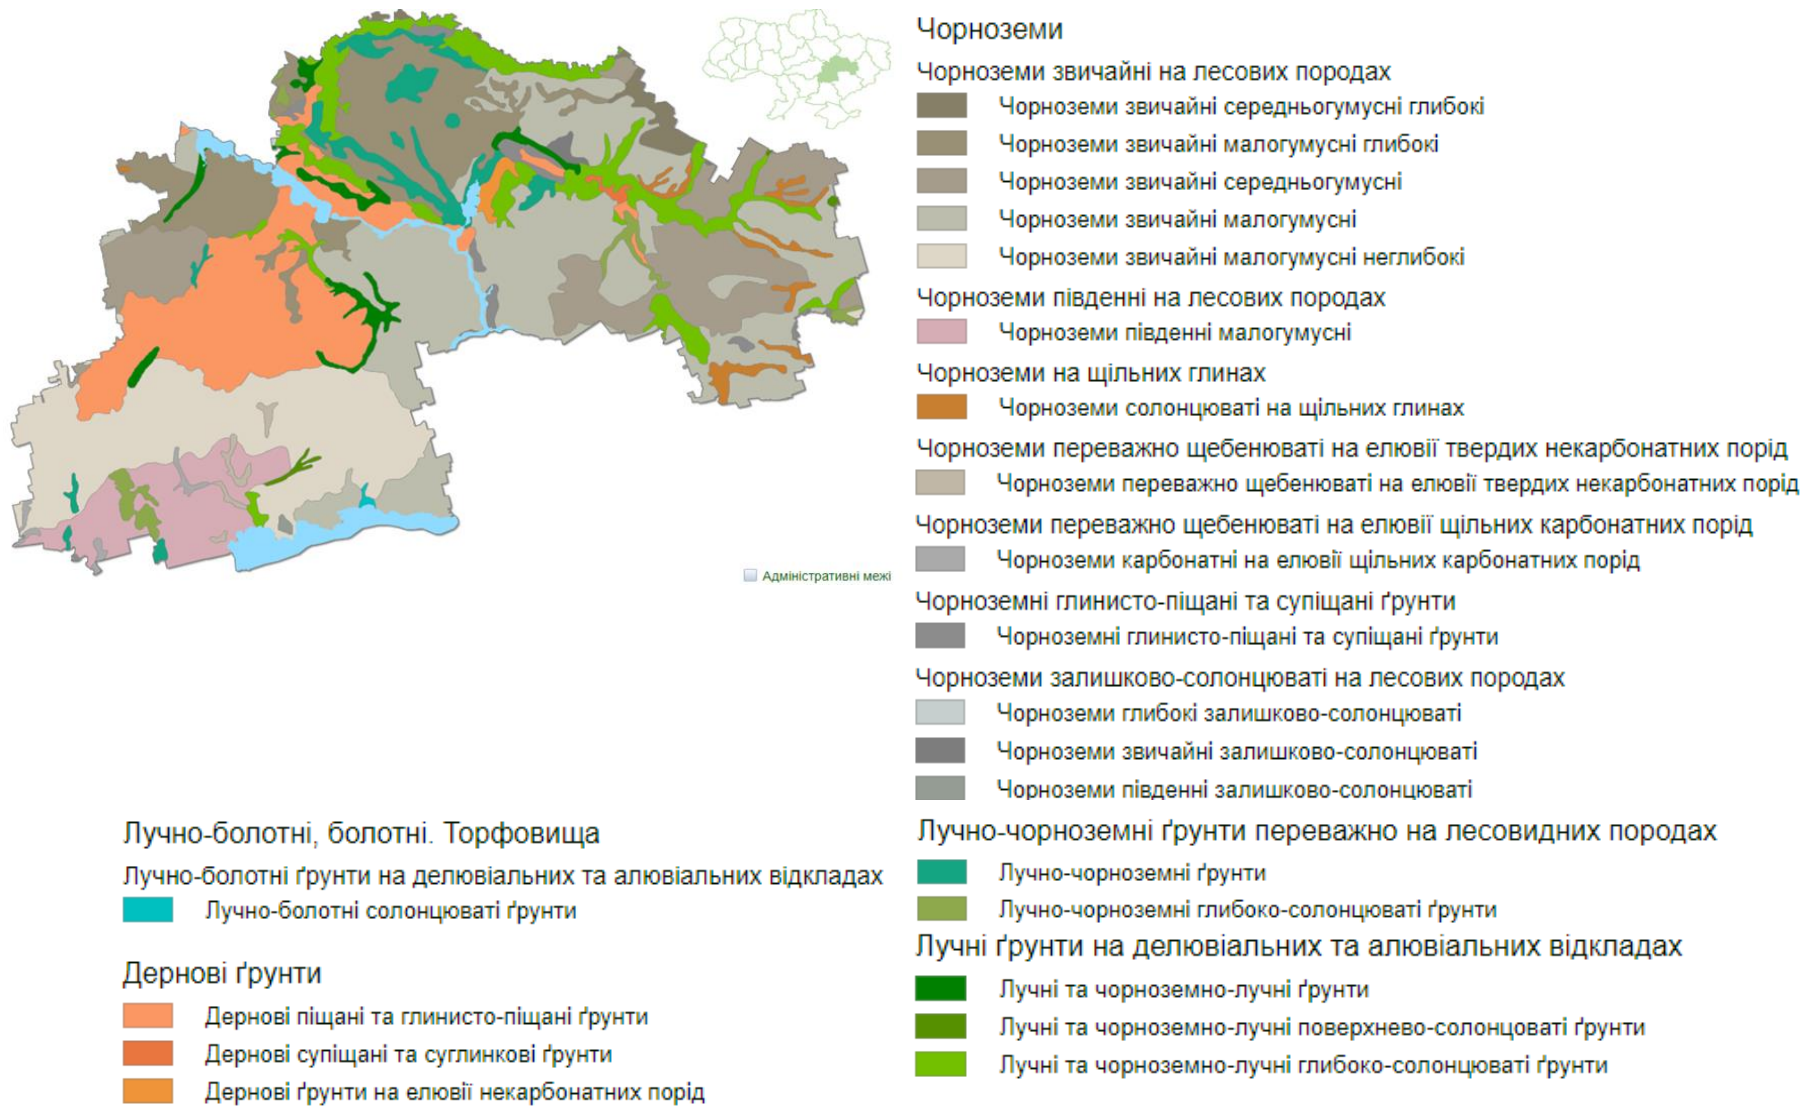 Чорноземи
Чорноземи звичайні на лесових породах
Чорноземи звичайні середньогумусні глибокі
Чорноземи звичайні малогумусні глибокі
Чорноземи звичайні середньогумусні
Чорноземи звичайні малогумусні
Чорноземи звичайні малогумусні неглибокі
Чорноземи південні на лесових породах
Чорноземи південні малогумусні
Чорноземи на щільних глинах
Чорноземи солонцюваті на щільних глинах
Чорноземи переважно щебенюваті на елювії твердих некарбонатних порід
Чорноземи переважно щебенюваті на елювії твердих некарбонатних порід
Чорноземи переважно щебенюваті на елювії щільних карбонатних порід
Чорноземи карбонатні на елювії щільних карбонатних порід
Адміністративні межі
Чорноземні глинисто-піщані та супіщані ґрунти
Чорноземні глинисто-піщані та супіщані ґрунти
Чорноземи залишково-солонцюваті на лесових породах
Чорноземи глибокі залишково-солонцюваті
Чорноземи звичайні залишково-солонцюваті
Чорноземи південні залишково-солонцюваті
Лучно-болотні, болотні. Торфовища
Лучно-болотні ґрунти на делювіальних та алювіальних відкладах
Лучно-болотні солонцюваті ґрунти
Дернові ґрунти
Дернові піщані та глинисто-піщані ґрунти
Дернові супіщані та суглинкові ґрунти
Дернові ґрунти на елювії некарбонатних порід
Лучно-чорноземні ґрунти переважно на лесовидних породах
Лучно-чорноземні ґрунти
Лучно-чорноземні глибоко-солонцюваті ґрунти
Лучні ґрунти на делювіальних та алювіальних відкладах
Лучні та чорноземно-лучні ґрунти
Лучні та чорноземно-лучні поверхнево-солонцоваті ґрунти
Лучні та чорноземно-лучні глибоко-солонцюваті ґрунти